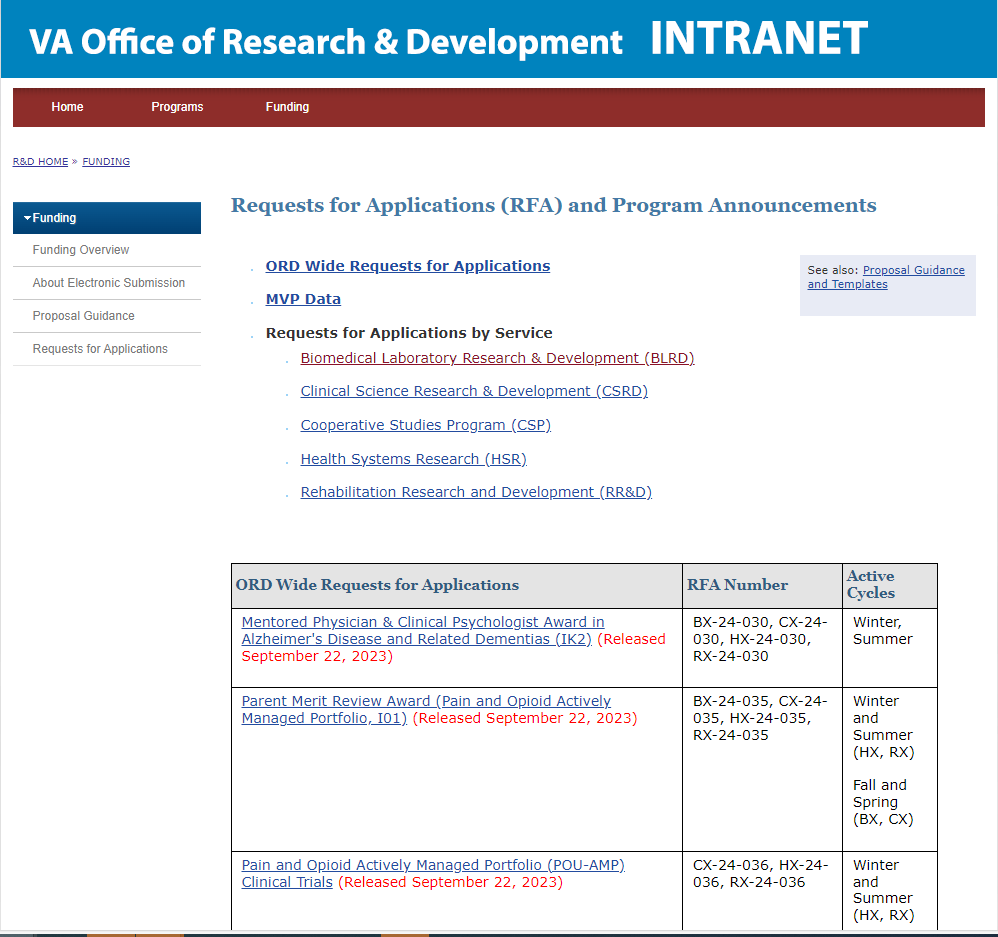 VA Office of Research & Development INTRANET
Home Programs Funding
R&D HOME » FUNDING
Funding
Funding Overview
About Electronic Submission
Proposal Guidance
Requests for Applications
Requests for Applications (RFA) and Program Announcements
See also: Proposal Guidance
and Templates
ORD Wide Requests for Applications
MVP Data
Requests for Applications by Service
Biomedical Laboratory Research & Development (BLRD)
Clinical Science Research & Development (CSRD)
Cooperative Studies Program (CSP)
Health Systems Research (HSR)
Rehabilitation Research and Development (RR&D)
ORD Wide Requests for Applications
RFA Number
Active
Cycles
Mentored Physician & Clinical Psychologist Award in
Alzheimer's Disease and Related Dementias (IK2) (Released
September 22, 2023)
BX-24-030, CX-24-
030, HX-24-030,
RX-24-030
Winter,
Summer
Parent Merit Review Award (Pain and Opioid Actively
Managed Portfolio, I01) (Released September 22, 2023)
BX-24-035, CX-24-
035, HX-24-035,
RX-24-035
Winter
and
Summer
(HX, RX)
Fall and
Spring
(BX, CX)
Pain and Opioid Actively Managed Portfolio (POU-AMP)
Clinical Trials (Released September 22, 2023)
CX-24-036, HX-24-
036, RX-24-036
Winter
and
Summer
(HX, RX)